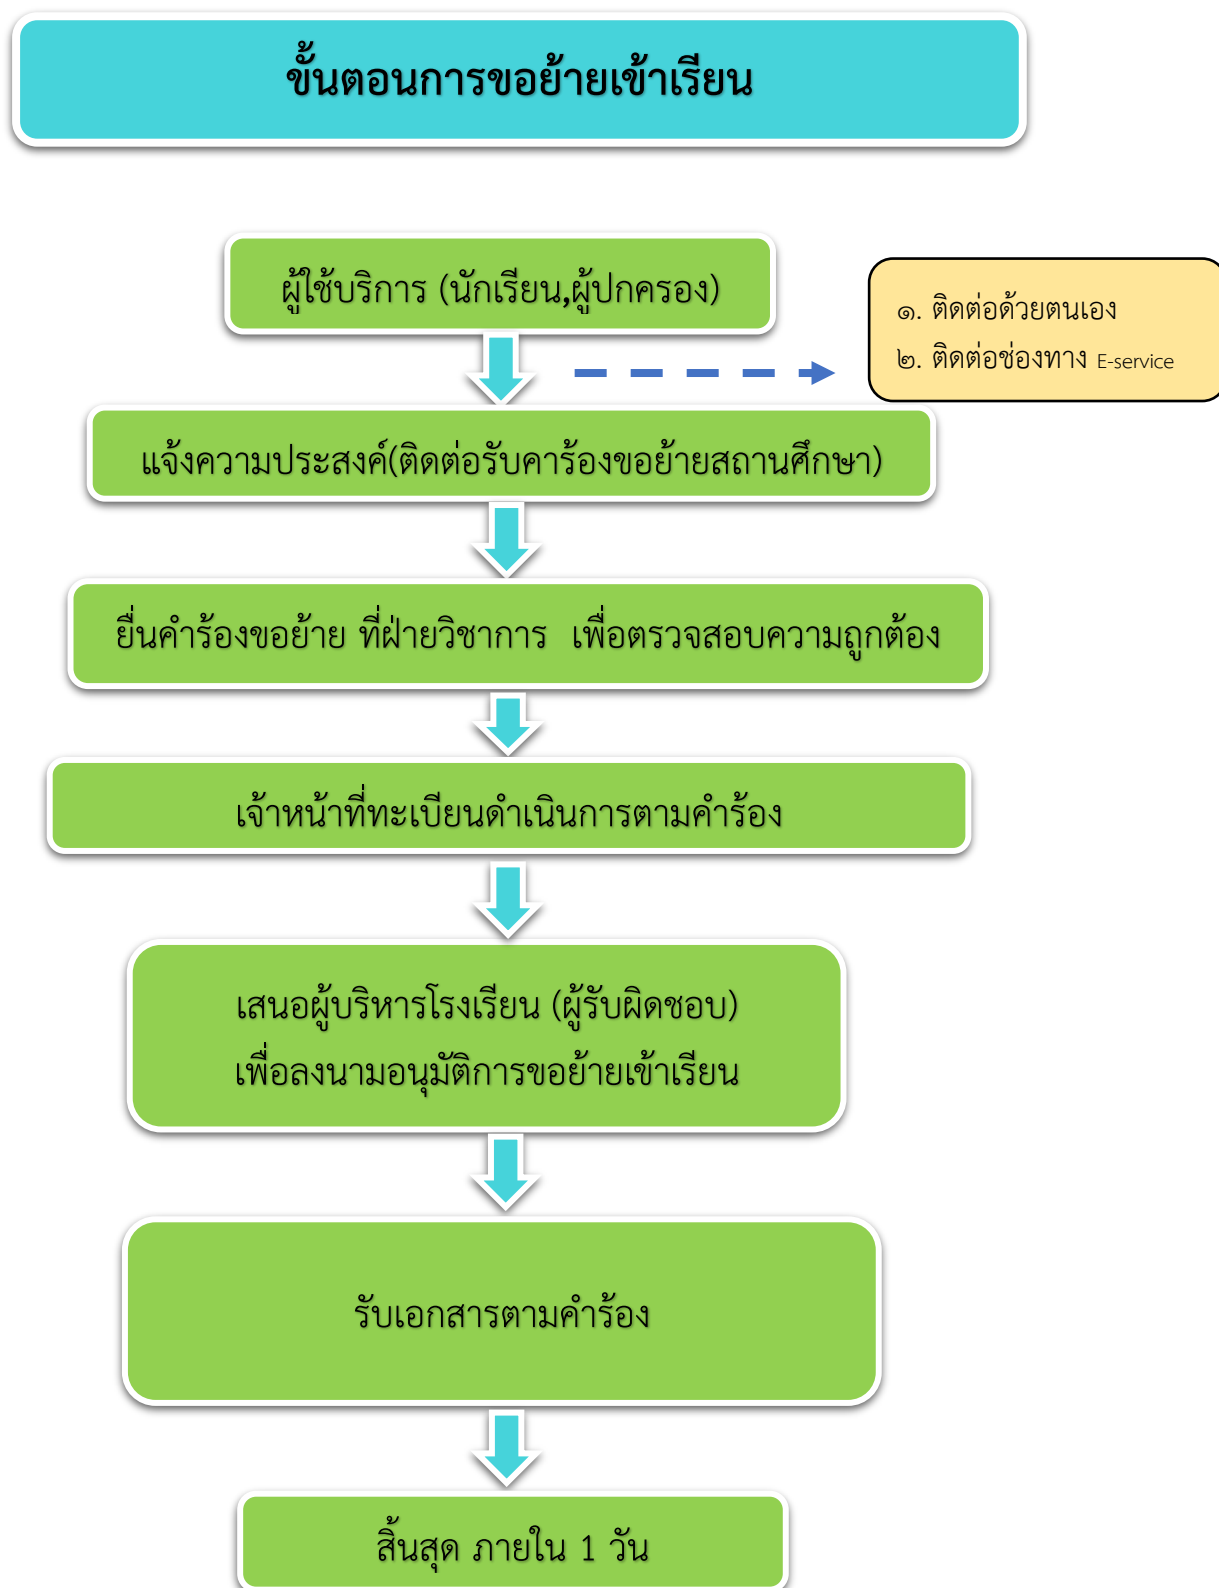 ขั้นตอนการขอย้ายเข้าเรียน
ผู้ใช้บริการ (นักเรียน,ผู้ปกครอง)
๑. ติดต่อด้วยตนเอง
๒. ติดต่อช่องทาง E-service
แจ้งความประสงค์(ติดต่อรับคาร้องขอย้ายสถานศึกษา)
ยื่นคำร้องขอย้าย ที่ฝ่ายวิชาการ เพื่อตรวจสอบความถูกต้อง
เจ้าหน้าที่ทะเบียนดำเนินการตามคำร้อง
เสนอผู้บริหารโรงเรียน (ผู้รับผิดชอบ)
เพื่อลงนามอนุมัติการขอย้ายเข้าเรียน
รับเอกสารตามคำร้อง
สิ้นสุด ภายใน 1 วัน